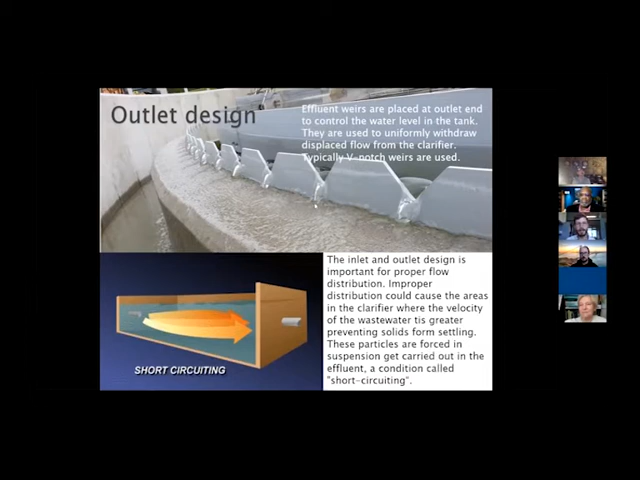 Outlet design
Effluent weirs are placed at outlet end
to control the water level in the tank.
They are used to uniformly withdraw
displaced flow from the clarifier.
Typically V-notch weirs are used.
The inlet and outlet design is
important for proper flow
distribution. Improper
distribution could cause the areas
in the clarifier where the velocity
of the wastewater tis greater
preventing solids form settling.
These particles are forced in
suspension get carried out in the
effluent, a condition called
"short-circuiting".
SHORT CIRCUITING